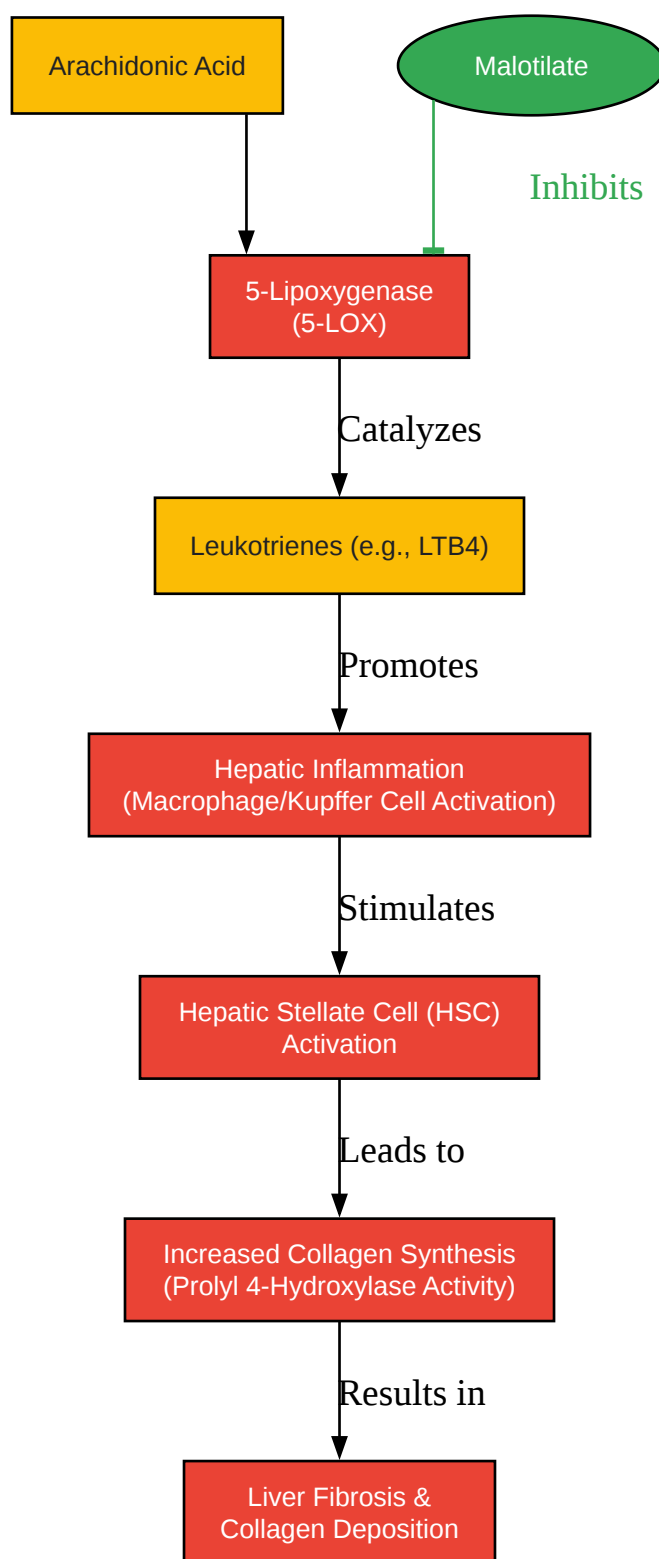 Arachidonic Acid
Malotilate
Inhibits
5-Lipoxygenase
(5-LOX)
Catalyzes
Leukotrienes (e.g., LTB4)
Promotes
Hepatic Inflammation
(Macrophage/Kupffer Cell Activation)
Stimulates
Hepatic Stellate Cell (HSC)
Activation
Leads to
Increased Collagen Synthesis
(Prolyl 4-Hydroxylase Activity)
Results in
Liver Fibrosis &
Collagen Deposition